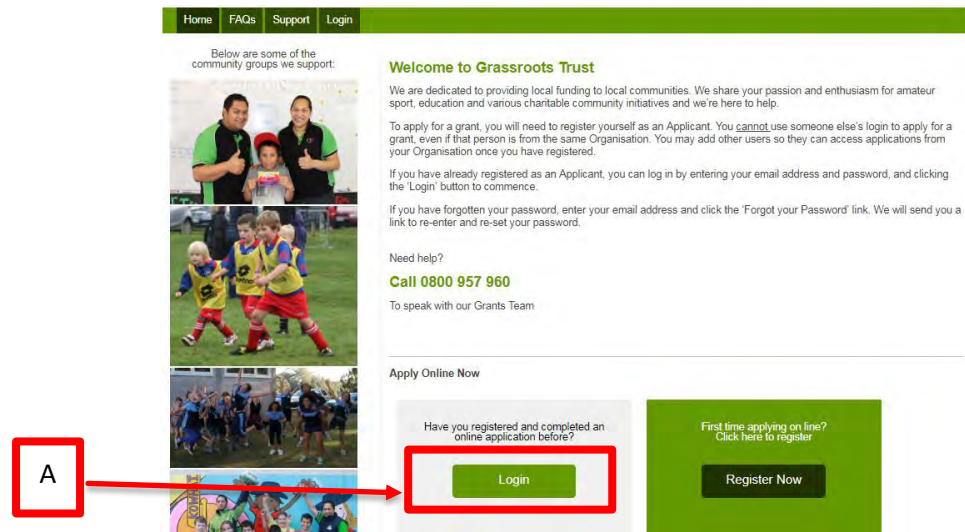 Home FAQs Support Login
Below are some of the
community groups we support:
Welcome to Grassroots Trust
We are dedicated to providing local funding to local communities. We share your passion and enthusiasm for amateur
sport, education and various charitable community initiatives and we're here to help.
To apply for a grant, you will need to register yourself as an Applicant. You cannot use someone else's login to apply for a
grant, even if that person is from the same Organisation. You may add other users so they can access applications from
your Organisation once you have registered.
If you have already registered as an Applicant, you can log in by entering your email address and password, and clicking
the 'Login' button to commence.
If you have forgotten your password, enter your email address and click the 'Forgot your Password' link. We will send you a
link to re-enter and re-set your password.
Need help?
Call 0800 957 960
To speak with our Grants Team
Apply Online Now
Have you registered and completed an
online application before?
Login
First time applying on line?
Click here to register
Register Now
A